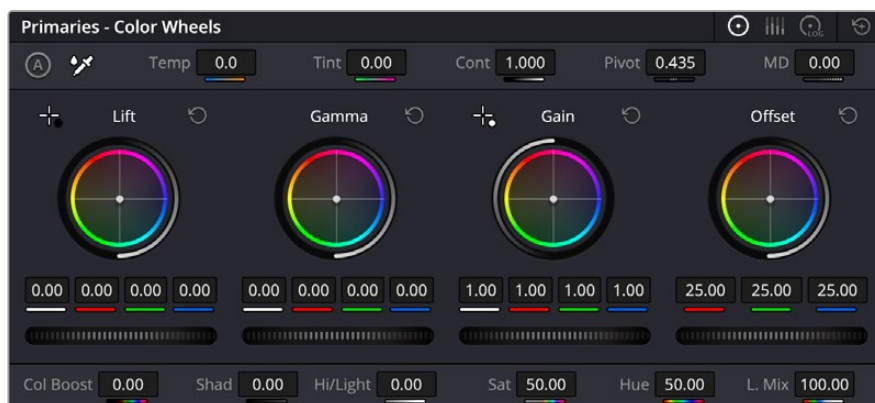 Primaries - Color Wheels
LOG
A Temp 0.0 Tint 0.00 Cont 1.000 Pivot 0.435 MD 0.00
Lift Gamma Gain Offset
0.00 0.00 0.00 0.00 0.00 0.00 0.00 0.00 1.00 1.00 1.00 1.00 25.00 25.00 25.00
Col Boost 0.00 Shad 0.00 Hi/Light 0.00 Sat 50.00 Hue 50.00 L. Mix 100.00